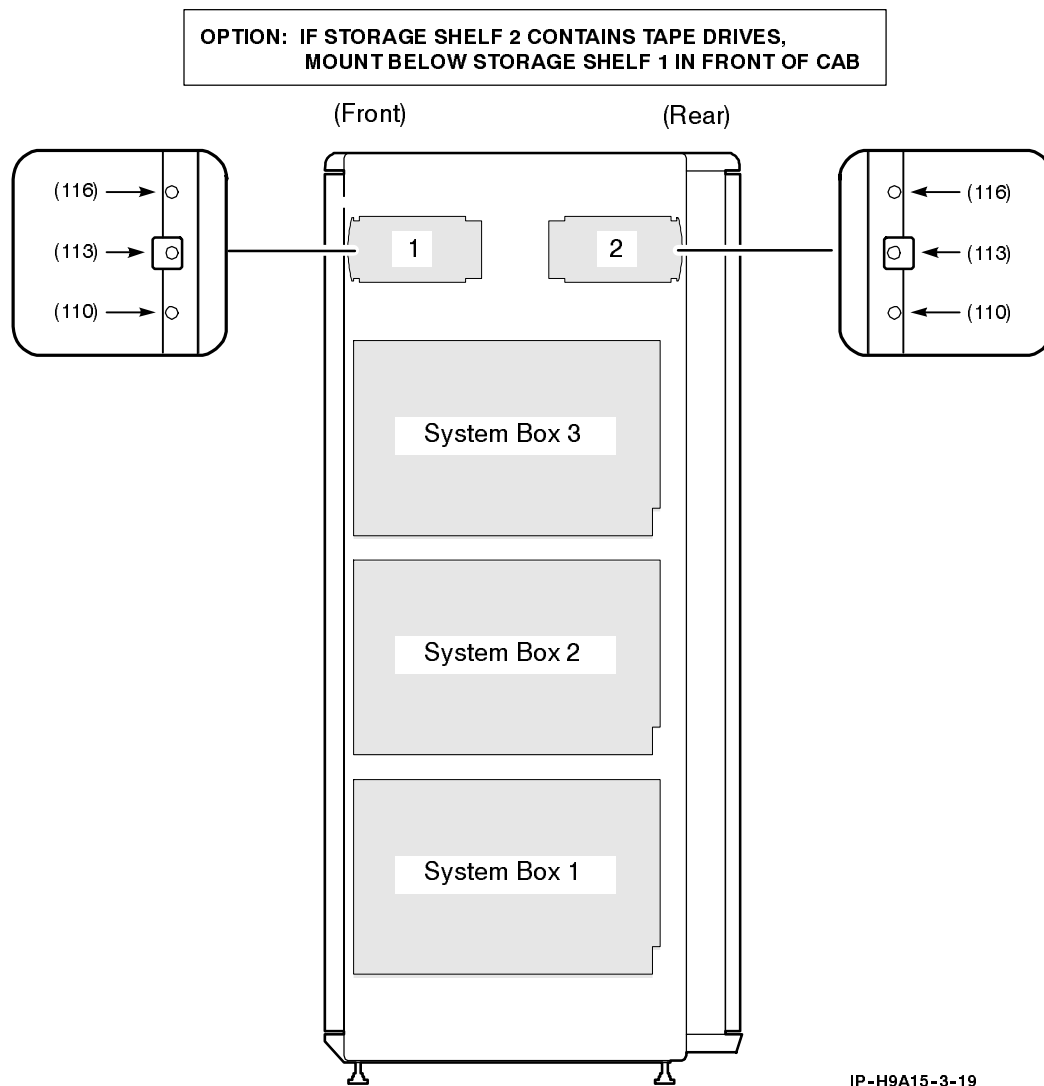 OPTION: IF STORAGE SHELF 2 CONTAINS TAPE DRIVES,
MOUNT BELOW STORAGE SHELF 1 IN FRONT OF CAB
(Front)
(Rear)
(116)
(113)
(110)
1
2
(116)
(113)
(110)
System Box 3
System Box 2
System Box 1
IP-H9A15-3-19